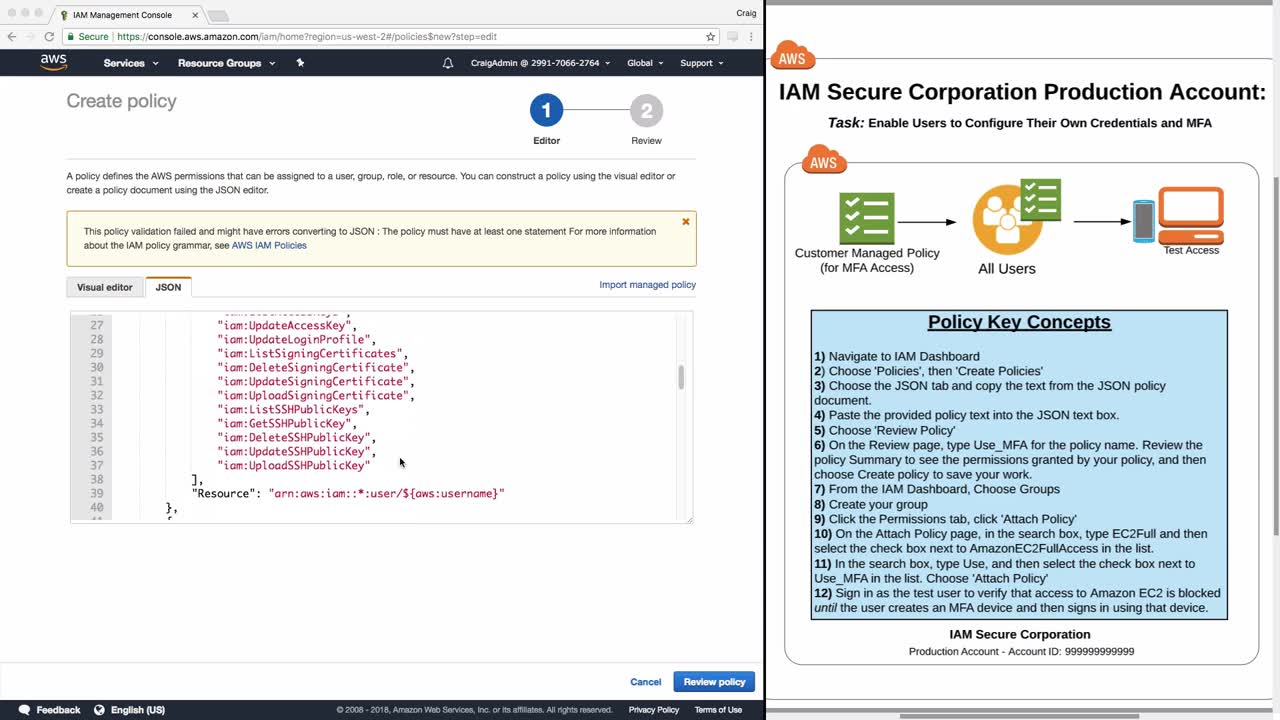 IAM Management Console
Craig
Secure | https://console.aws.amazon.com/iam/home?region=us-west-2#/policies$new?step=edit
aws
Services
Resource Groups
CraigAdmin @ 2991-7066-2764
Global
Support
Create policy
1
2
Editor
Review
A policy defines the AWS permissions that can be assigned to a user, group, role, or resource. You can construct a policy using the visual editor or
create a policy document using the JSON editor.
This policy validation failed and might have errors converting to JSON : The policy must have at least one statement For more information
about the IAM policy grammar, see AWS IAM Policies
Visual editor
JSON
Import managed policy
27 "iam:UpdateAccessKey",
28 "iam:UpdateLoginProfile",
29 "iam:ListSigningCertificates",
30 "iam:DeleteSigningCertificate",
31 "iam:UpdateSigningCertificate",
32 "iam:UploadSigningCertificate",
33 "iam:ListSSHPublicKeys",
34 "iam:GetSSHPublicKey",
35 "iam:DeleteSSHPublicKey",
36 "iam:UpdateSSHPublicKey",
37 "iam:UploadSSHPublicKey"
38 ],
39 "Resource": "arn:aws:iam::*:user/${aws:username}"
40 },
Cancel
Review policy
Feedback
English (US)
© 2008 - 2018, Amazon Web Services, Inc. or its affiliates. All rights reserved.
Privacy Policy
Terms of Use
AWS
IAM Secure Corporation Production Account:
Task: Enable Users to Configure Their Own Credentials and MFA
AWS
Customer Managed Policy
(for MFA Access)
All Users
Test Access
Policy Key Concepts
1) Navigate to IAM Dashboard
2) Choose 'Policies', then 'Create Policies'
3) Choose the JSON tab and copy the text from the JSON policy
document.
4) Paste the provided policy text into the JSON text box.
5) Choose 'Review Policy'
6) On the Review page, type Use_MFA for the policy name. Review the
policy Summary to see the permissions granted by your policy, and then
choose Create policy to save your work.
7) From the IAM Dashboard, Choose Groups
8) Create your group
9) Click the Permissions tab, click 'Attach Policy'
10) On the Attach Policy page, in the search box, type EC2Full and then
select the check box next to AmazonEC2FullAccess in the list.
11) In the search box, type Use, and then select the check box next to
Use_MFA in the list. Choose 'Attach Policy'
12) Sign in as the test user to verify that access to Amazon EC2 is blocked
until the user creates an MFA device and then signs in using that device.
IAM Secure Corporation
Production Account - Account ID: 999999999999